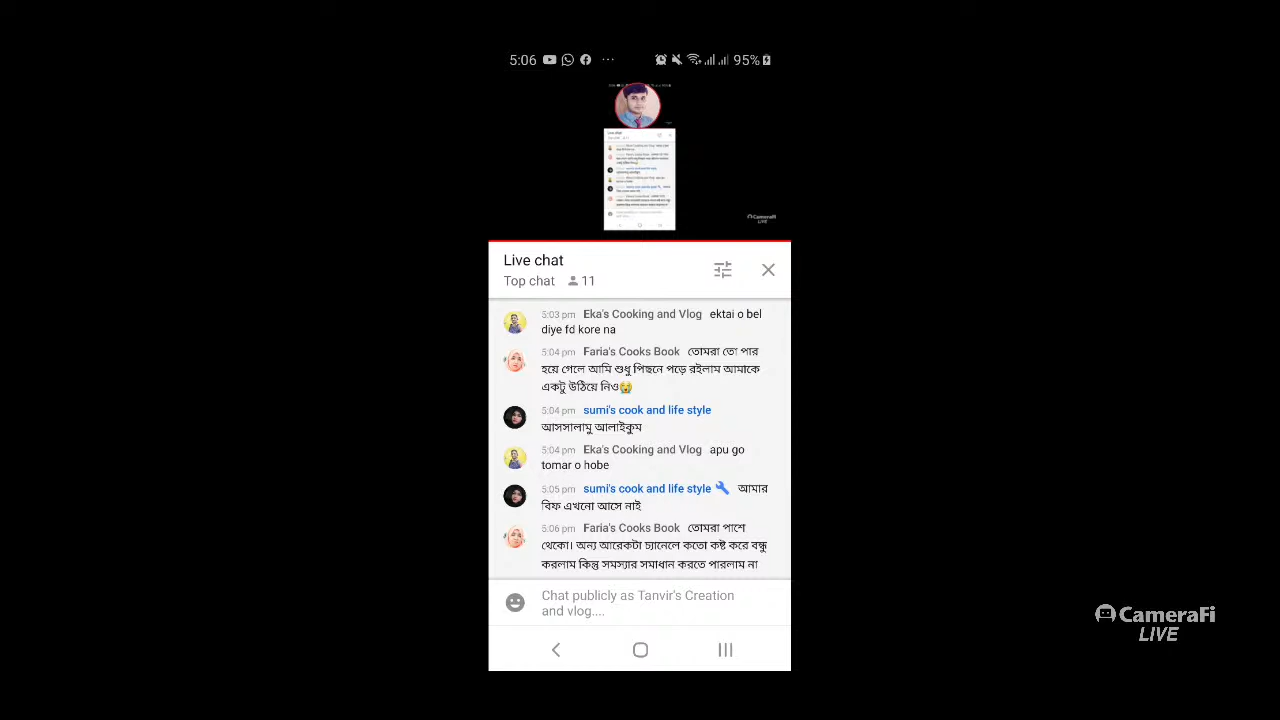 5:06 ... 95%
Live chat
Top chat 11
5:03 pm Eka's Cooking and Vlog ektai o bel
diye fd kore na
5:04 pm Faria's Cooks Book তোমরা তো পার
হয়ে গেলে আমি শুধু পিছনে পড়ে রইলাম আমাকে
একটু উঠিয়ে নিও😭
5:04 pm sumi's cook and life style
আসসালামু আলাইকুম
5:04 pm Eka's Cooking and Vlog apu go
tomar o hobe
5:05 pm sumi's cook and life style আমার
বিফ এখনো আসে নাই
5:06 pm Faria's Cooks Book তোমরা পাশে
থেকো। অন্য আরেকটা চ্যানেলে কতো কষ্ট করে বন্ধু
করলাম কিন্তু সমস্যার সমাধান করতে পারলাম না
Chat publicly as Tanvir's Creation
and vlog....
CameraFi
LIVE
CameraFi
LIVE